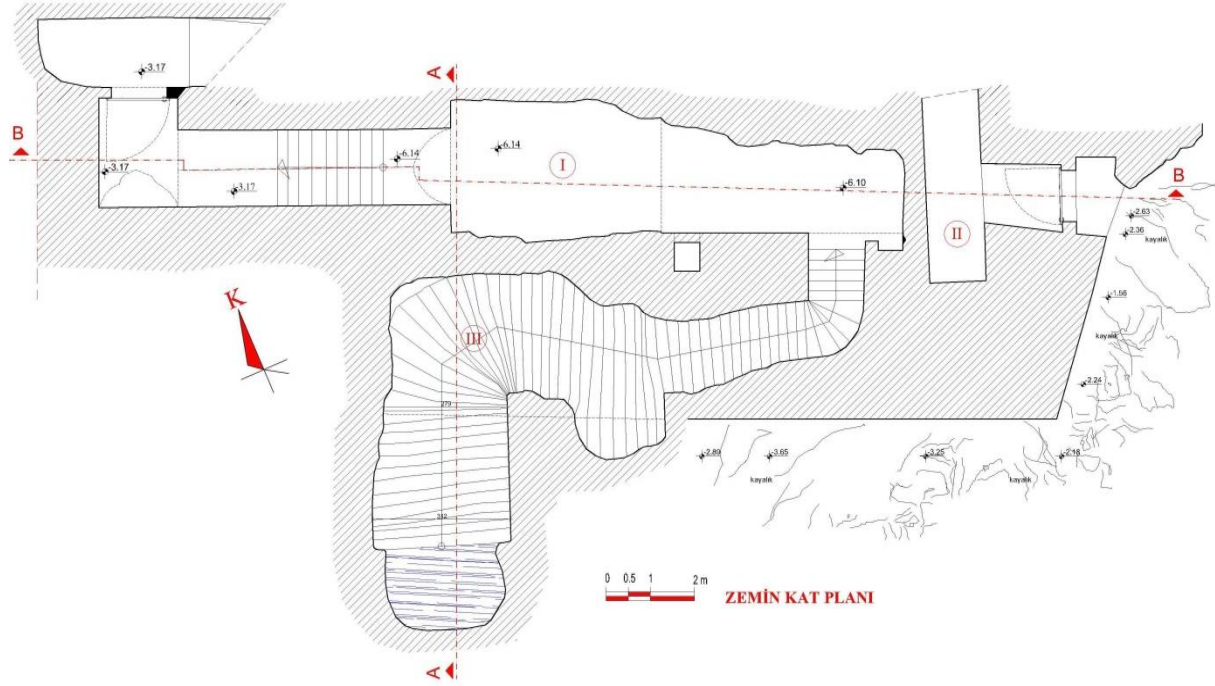 -3.17
A
B
-3.17
-3.17
-6.14
-6.14
I
-6.10
II
B
-2.63
-2.36
kayalık
-1.56
kayalık
-2.24
K
III
279
-2.89
-3.65
-3.25
-2.16
kayalık
kayalık
0 0.5 1 2 m
ZEMİN KAT PLANI
A